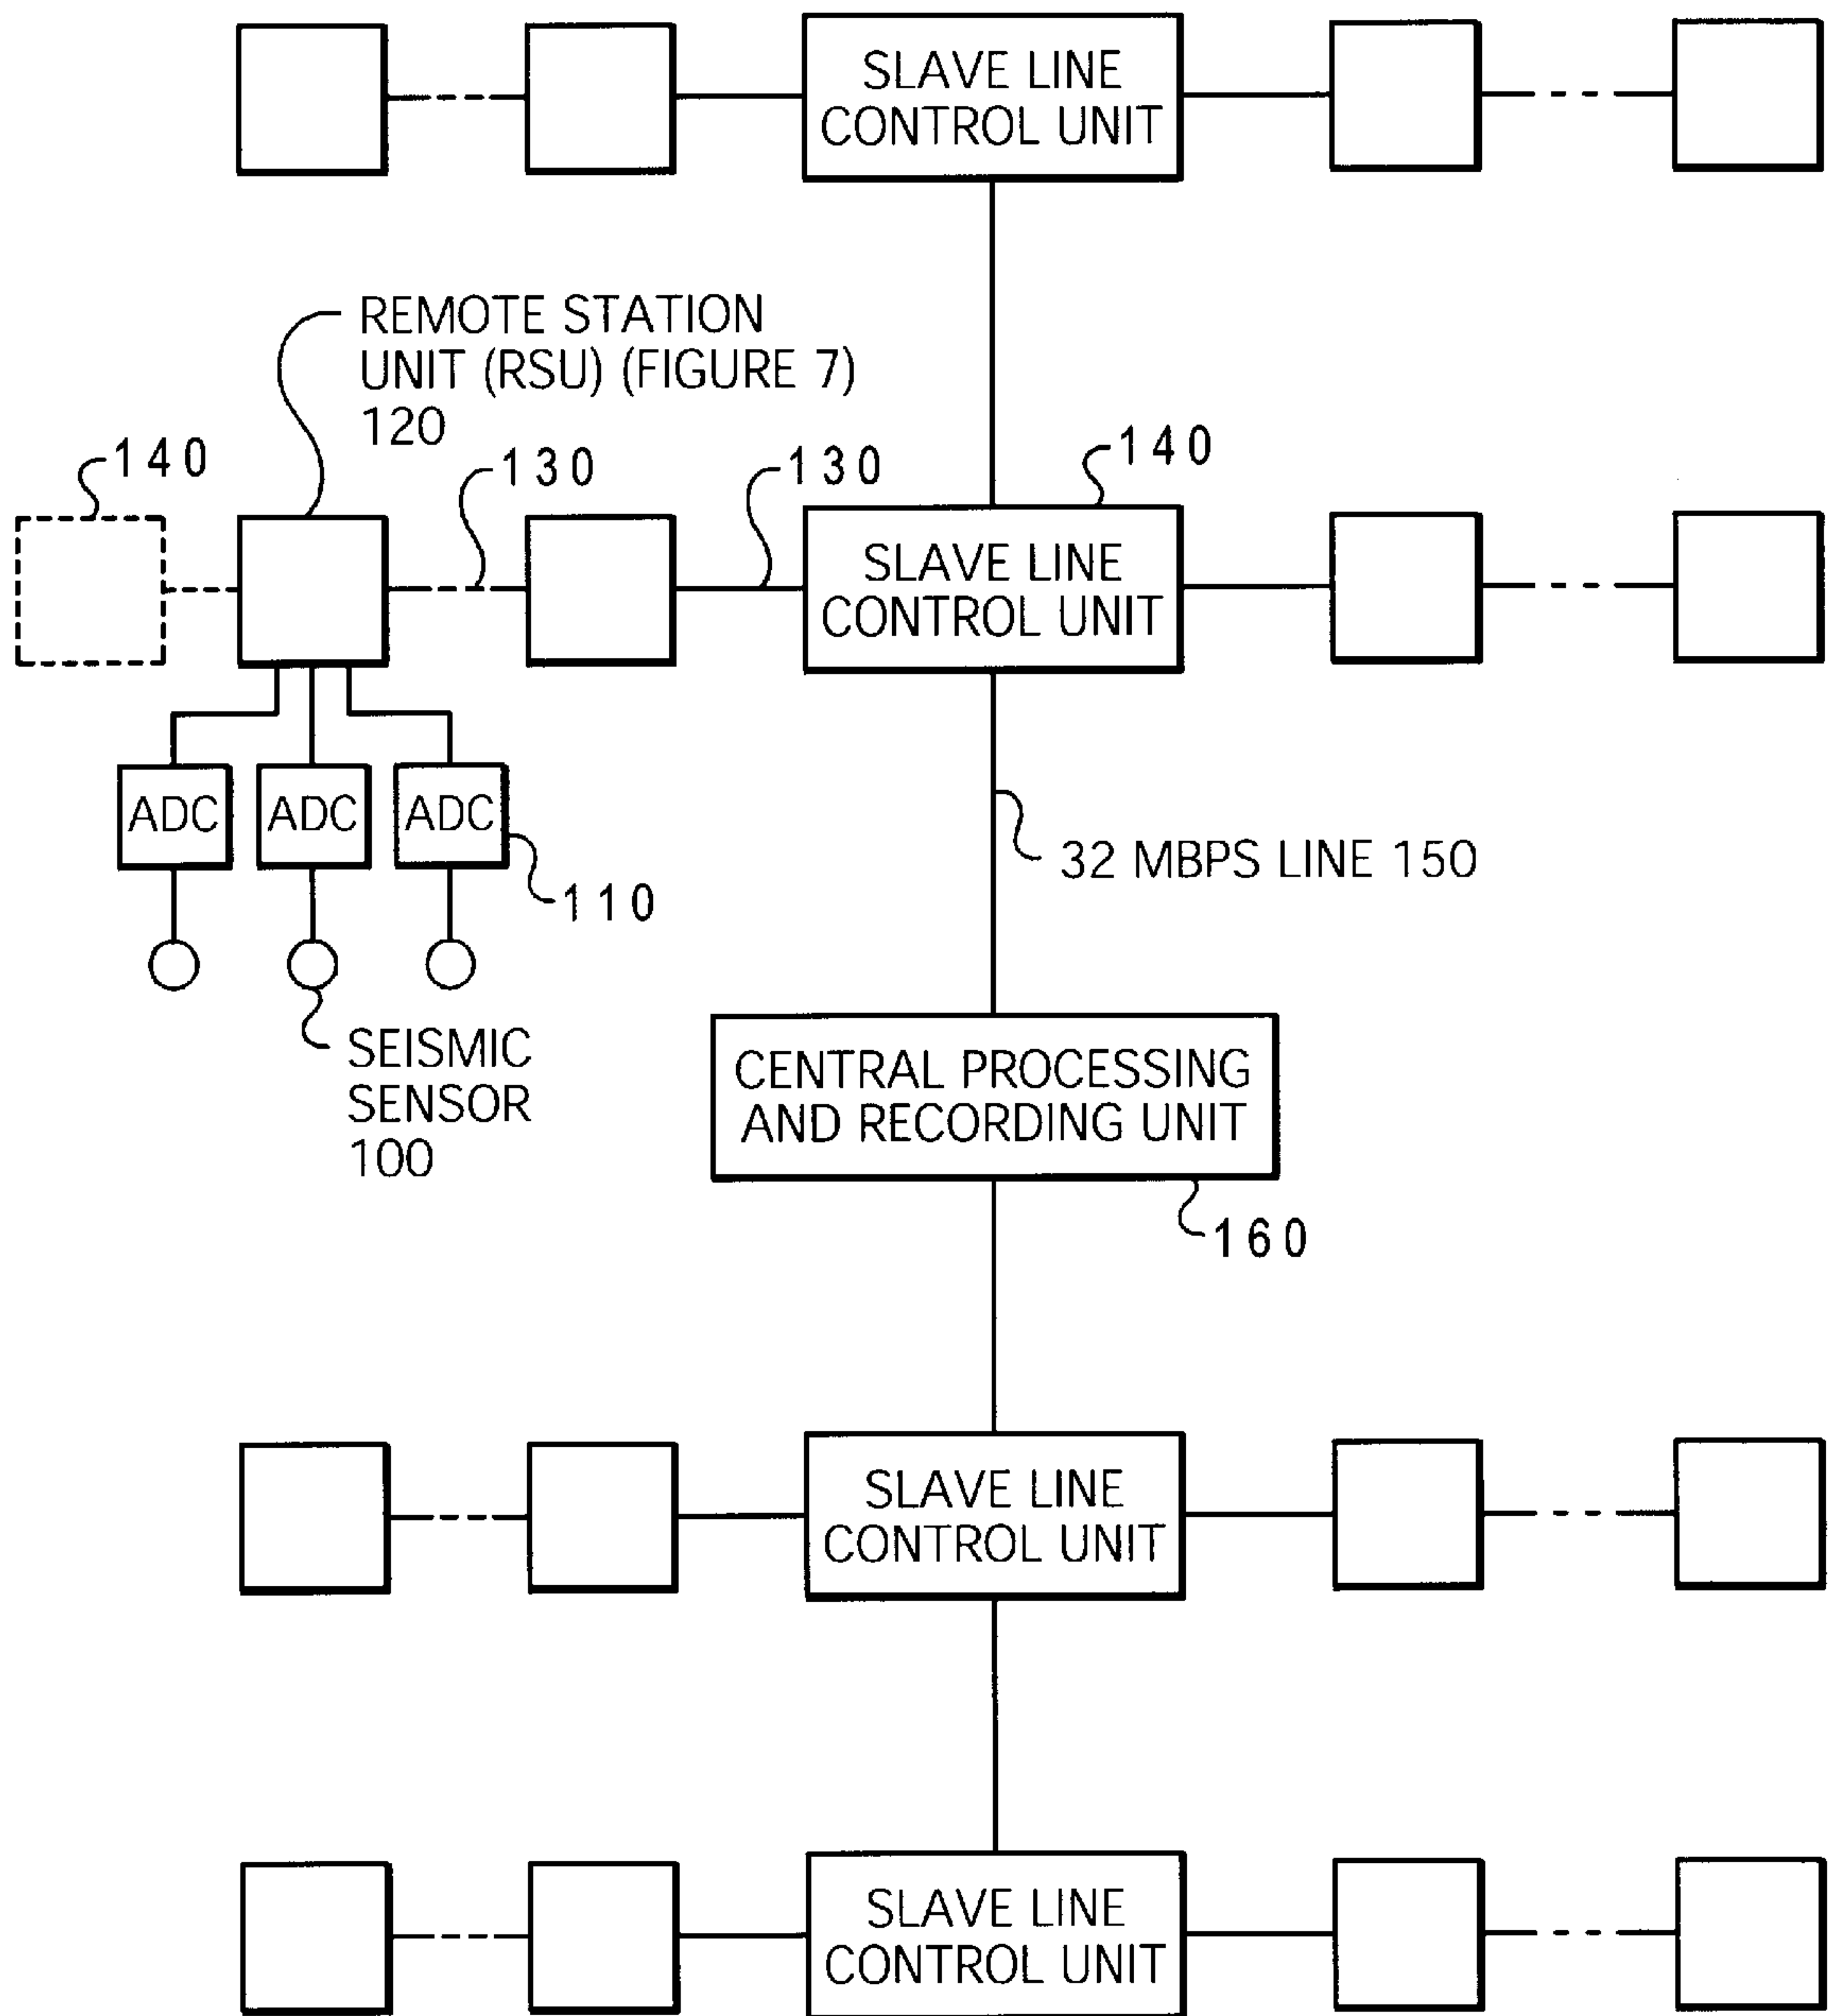 SLAVE LINE
CONTROL UNIT
REMOTE STATION
UNIT (RSU) (FIGURE 7)
120
140
130
130
140
SLAVE LINE
CONTROL UNIT
ADC
ADC
ADC
110
32 MBPS LINE 150
SEISMIC
SENSOR
100
CENTRAL PROCESSING
AND RECORDING UNIT
160
SLAVE LINE
CONTROL UNIT
SLAVE LINE
CONTROL UNIT